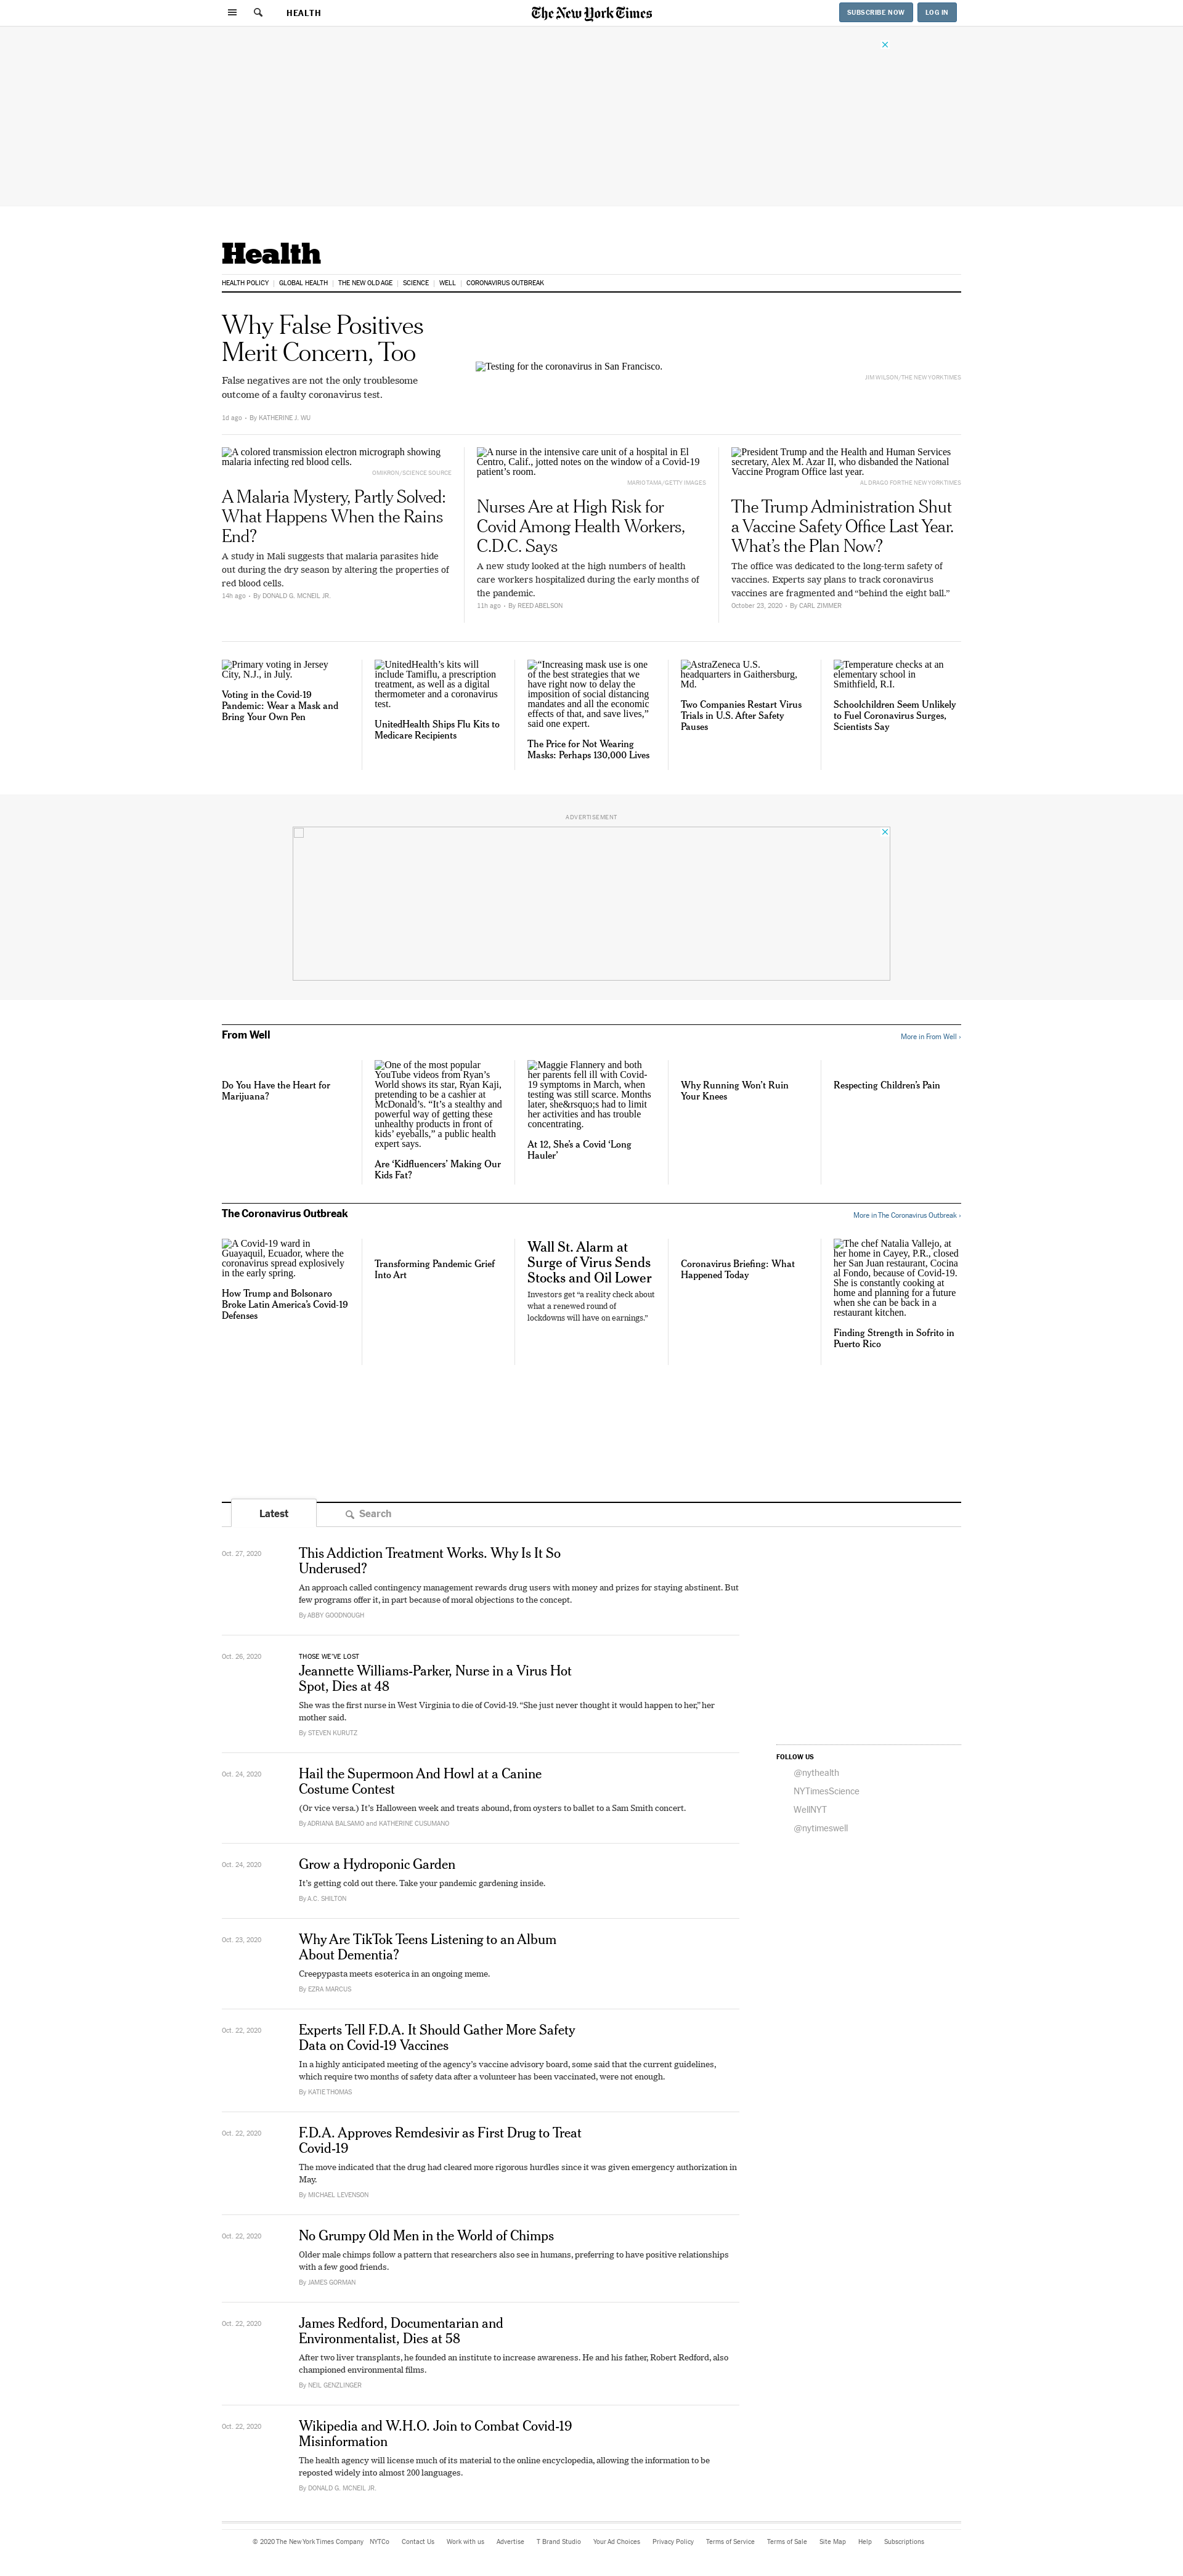 HEALTH
The New York Times
SUBSCRIBE NOW
LOG IN
Health
HEALTH POLICY
GLOBAL HEALTH
THE NEW OLD AGE
SCIENCE
WELL
CORONAVIRUS OUTBREAK
Why False Positives
Merit Concern, Too
False negatives are not the only troublesome
outcome of a faulty coronavirus test.
1d ago • By KATHERINE J. WU
Testing for the coronavirus in San Francisco.
JIM WILSON/THE NEW YORK TIMES
A colored transmission electron micrograph showing
malaria infecting red blood cells.
OMIKRON/SCIENCE SOURCE
A Malaria Mystery, Partly Solved:
What Happens When the Rains
End?
A study in Mali suggests that malaria parasites hide
out during the dry season by altering the properties of
red blood cells.
14h ago • By DONALD G. MCNEIL JR.
A nurse in the intensive care unit of a hospital in El
Centro, Calif., jotted notes on the window of a Covid-19
patient’s room.
MARIO TAMA/GETTY IMAGES
Nurses Are at High Risk for
Covid Among Health Workers,
C.D.C. Says
A new study looked at the high numbers of health
care workers hospitalized during the early months of
the pandemic.
11h ago • By REED ABELSON
President Trump and the Health and Human Services
secretary, Alex M. Azar II, who disbanded the National
Vaccine Program Office last year.
AL DRAGO FOR THE NEW YORK TIMES
The Trump Administration Shut
a Vaccine Safety Office Last Year.
What’s the Plan Now?
The office was dedicated to the long-term safety of
vaccines. Experts say plans to track coronavirus
vaccines are fragmented and “behind the eight ball.”
October 23, 2020 • By CARL ZIMMER
Primary voting in Jersey
City, N.J., in July.
Voting in the Covid-19
Pandemic: Wear a Mask and
Bring Your Own Pen
UnitedHealth’s kits will
include Tamiflu, a prescription
treatment, as well as a digital
thermometer and a coronavirus
test.
UnitedHealth Ships Flu Kits to
Medicare Recipients
“Increasing mask use is one
of the best strategies that we
have right now to delay the
imposition of social distancing
mandates and all the economic
effects of that, and save lives,”
said one expert.
The Price for Not Wearing
Masks: Perhaps 130,000 Lives
AstraZeneca U.S.
headquarters in Gaithersburg,
Md.
Two Companies Restart Virus
Trials in U.S. After Safety
Pauses
Temperature checks at an
elementary school in
Smithfield, R.I.
Schoolchildren Seem Unlikely
to Fuel Coronavirus Surges,
Scientists Say
ADVERTISEMENT
From Well
More in From Well ›
Do You Have the Heart for
Marijuana?
One of the most popular
YouTube videos from Ryan’s
World shows its star, Ryan Kaji,
pretending to be a cashier at
McDonald’s. “It’s a stealthy and
powerful way of getting these
unhealthy products in front of
kids’ eyeballs,” a public health
expert says.
Are ‘Kidfluencers’ Making Our
Kids Fat?
Maggie Flannery and both
her parents fell ill with Covid-
19 symptoms in March, when
testing was still scarce. Months
later, she&rsquo;s had to limit
her activities and has trouble
concentrating.
At 12, She’s a Covid ‘Long
Hauler’
Why Running Won’t Ruin
Your Knees
Respecting Children’s Pain
The Coronavirus Outbreak
More in The Coronavirus Outbreak ›
A Covid-19 ward in
Guayaquil, Ecuador, where the
coronavirus spread explosively
in the early spring.
How Trump and Bolsonaro
Broke Latin America’s Covid-19
Defenses
Transforming Pandemic Grief
Into Art
Wall St. Alarm at
Surge of Virus Sends
Stocks and Oil Lower
Investors get “a reality check about
what a renewed round of
lockdowns will have on earnings.”
Coronavirus Briefing: What
Happened Today
The chef Natalia Vallejo, at
her home in Cayey, P.R., closed
her San Juan restaurant, Cocina
al Fondo, because of Covid-19.
She is constantly cooking at
home and planning for a future
when she can be back in a
restaurant kitchen.
Finding Strength in Sofrito in
Puerto Rico
Latest
Search
Oct. 27, 2020
This Addiction Treatment Works. Why Is It So
Underused?
An approach called contingency management rewards drug users with money and prizes for staying abstinent. But
few programs offer it, in part because of moral objections to the concept.
By ABBY GOODNOUGH
Oct. 26, 2020
THOSE WE’VE LOST
Jeannette Williams-Parker, Nurse in a Virus Hot
Spot, Dies at 48
She was the first nurse in West Virginia to die of Covid-19. “She just never thought it would happen to her,” her
mother said.
By STEVEN KURUTZ
Oct. 24, 2020
Hail the Supermoon And Howl at a Canine
Costume Contest
(Or vice versa.) It’s Halloween week and treats abound, from oysters to ballet to a Sam Smith concert.
By ADRIANA BALSAMO and KATHERINE CUSUMANO
Oct. 24, 2020
Grow a Hydroponic Garden
It’s getting cold out there. Take your pandemic gardening inside.
By A.C. SHILTON
Oct. 23, 2020
Why Are TikTok Teens Listening to an Album
About Dementia?
Creepypasta meets esoterica in an ongoing meme.
By EZRA MARCUS
Oct. 22, 2020
Experts Tell F.D.A. It Should Gather More Safety
Data on Covid-19 Vaccines
In a highly anticipated meeting of the agency’s vaccine advisory board, some said that the current guidelines,
which require two months of safety data after a volunteer has been vaccinated, were not enough.
By KATIE THOMAS
Oct. 22, 2020
F.D.A. Approves Remdesivir as First Drug to Treat
Covid-19
The move indicated that the drug had cleared more rigorous hurdles since it was given emergency authorization in
May.
By MICHAEL LEVENSON
Oct. 22, 2020
No Grumpy Old Men in the World of Chimps
Older male chimps follow a pattern that researchers also see in humans, preferring to have positive relationships
with a few good friends.
By JAMES GORMAN
Oct. 22, 2020
James Redford, Documentarian and
Environmentalist, Dies at 58
After two liver transplants, he founded an institute to increase awareness. He and his father, Robert Redford, also
championed environmental films.
By NEIL GENZLINGER
Oct. 22, 2020
Wikipedia and W.H.O. Join to Combat Covid-19
Misinformation
The health agency will license much of its material to the online encyclopedia, allowing the information to be
reposted widely into almost 200 languages.
By DONALD G. MCNEIL JR.
FOLLOW US
@nythealth
NYTimesScience
WellNYT
@nytimeswell
© 2020 The New York Times Company
NYTCo
Contact Us
Work with us
Advertise
T Brand Studio
Your Ad Choices
Privacy Policy
Terms of Service
Terms of Sale
Site Map
Help
Subscriptions